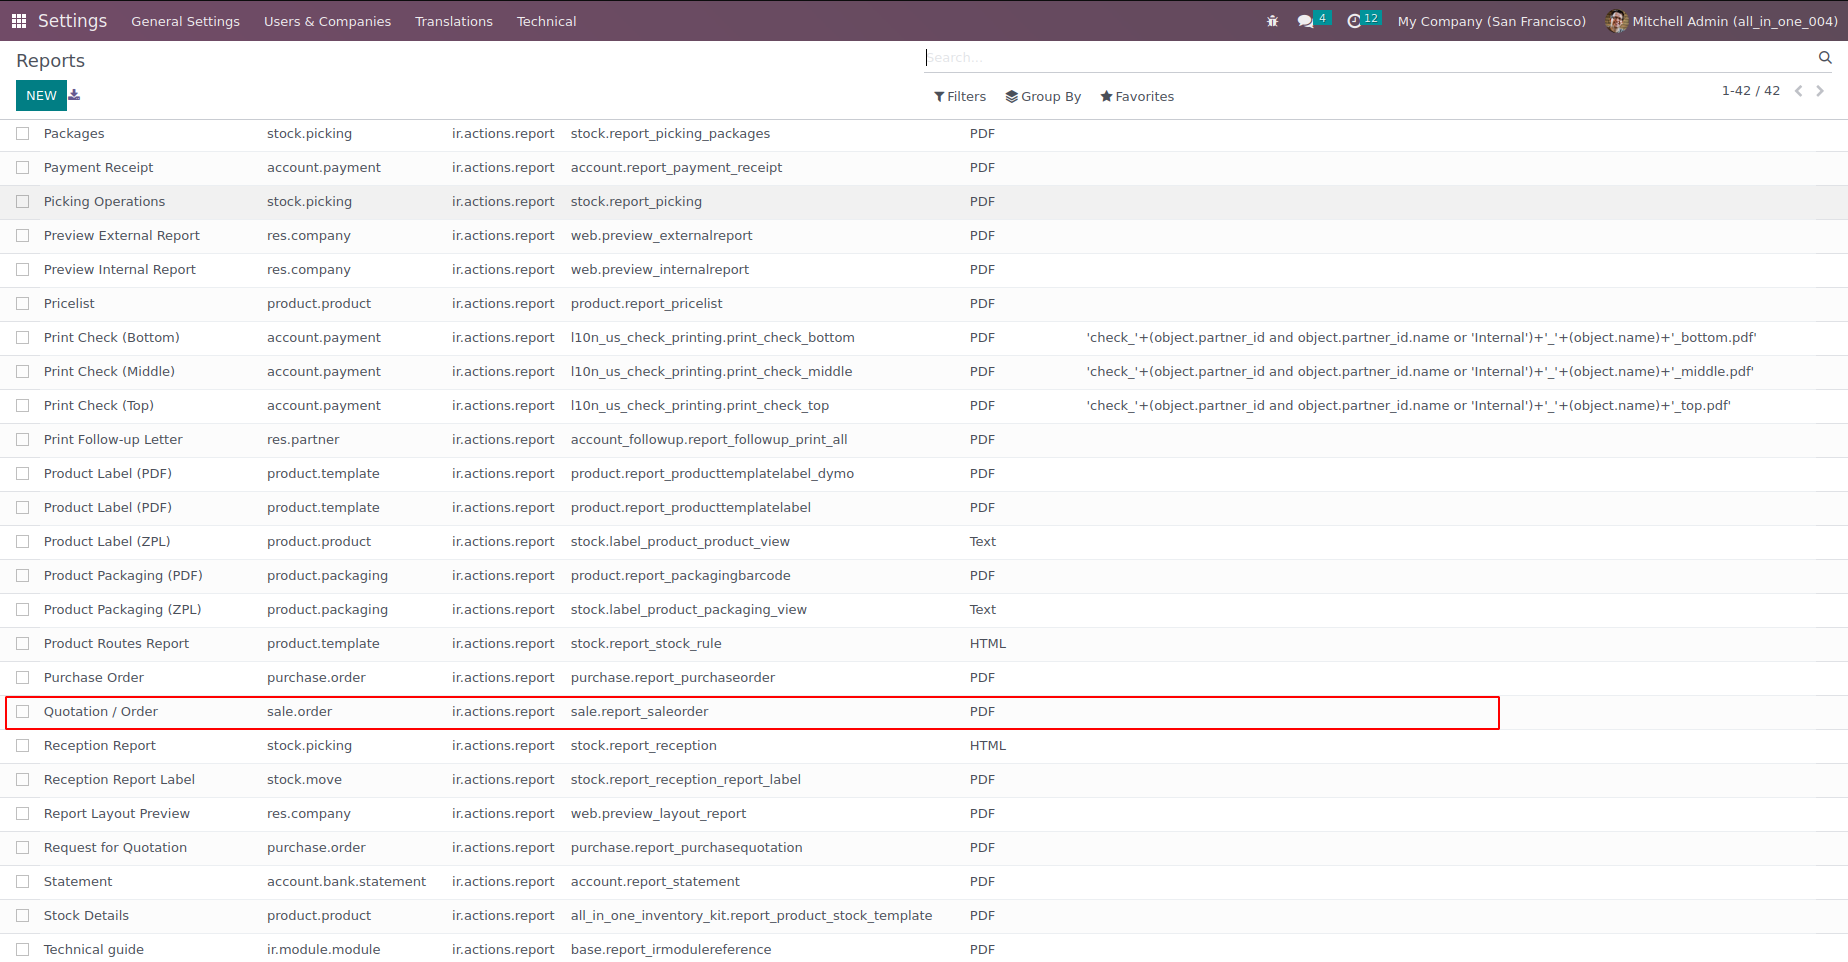 Settings General Settings Users & Companies Translations Technical 4 12 My Company (San Francisco) Mitchell Admin (all_in_one_004)
Reports Search...
NEW Filters Group By Favorites 1-42 / 42
Packages stock.picking ir.actions.report stock.report_picking_packages PDF
Payment Receipt account.payment ir.actions.report account.report_payment_receipt PDF
Picking Operations stock.picking ir.actions.report stock.report_picking PDF
Preview External Report res.company ir.actions.report web.preview_externalreport PDF
Preview Internal Report res.company ir.actions.report web.preview_internalreport PDF
Pricelist product.product ir.actions.report product.report_pricelist PDF
Print Check (Bottom) account.payment ir.actions.report l10n_us_check_printing.print_check_bottom PDF 'check_'+(object.partner_id and object.partner_id.name or 'Internal')+'_'+(object.name)+'_bottom.pdf'
Print Check (Middle) account.payment ir.actions.report l10n_us_check_printing.print_check_middle PDF 'check_'+(object.partner_id and object.partner_id.name or 'Internal')+'_'+(object.name)+'_middle.pdf'
Print Check (Top) account.payment ir.actions.report l10n_us_check_printing.print_check_top PDF 'check_'+(object.partner_id and object.partner_id.name or 'Internal')+'_'+(object.name)+'_top.pdf'
Print Follow-up Letter res.partner ir.actions.report account_followup.report_followup_print_all PDF
Product Label (PDF) product.template ir.actions.report product.report_producttemplatelabel_dymo PDF
Product Label (PDF) product.template ir.actions.report product.report_producttemplatelabel PDF
Product Label (ZPL) product.product ir.actions.report stock.label_product_product_view Text
Product Packaging (PDF) product.packaging ir.actions.report product.report_packagingbarcode PDF
Product Packaging (ZPL) product.packaging ir.actions.report stock.label_product_packaging_view Text
Product Routes Report product.template ir.actions.report stock.report_stock_rule HTML
Purchase Order purchase.order ir.actions.report purchase.report_purchaseorder PDF
Quotation / Order sale.order ir.actions.report sale.report_saleorder PDF
Reception Report stock.picking ir.actions.report stock.report_reception HTML
Reception Report Label stock.move ir.actions.report stock.report_reception_report_label PDF
Report Layout Preview res.company ir.actions.report web.preview_layout_report PDF
Request for Quotation purchase.order ir.actions.report purchase.report_purchasequotation PDF
Statement account.bank.statement ir.actions.report account.report_statement PDF
Stock Details product.product ir.actions.report all_in_one_inventory_kit.report_product_stock_template PDF
Technical guide ir.module.module ir.actions.report base.report_irmodulereference PDF